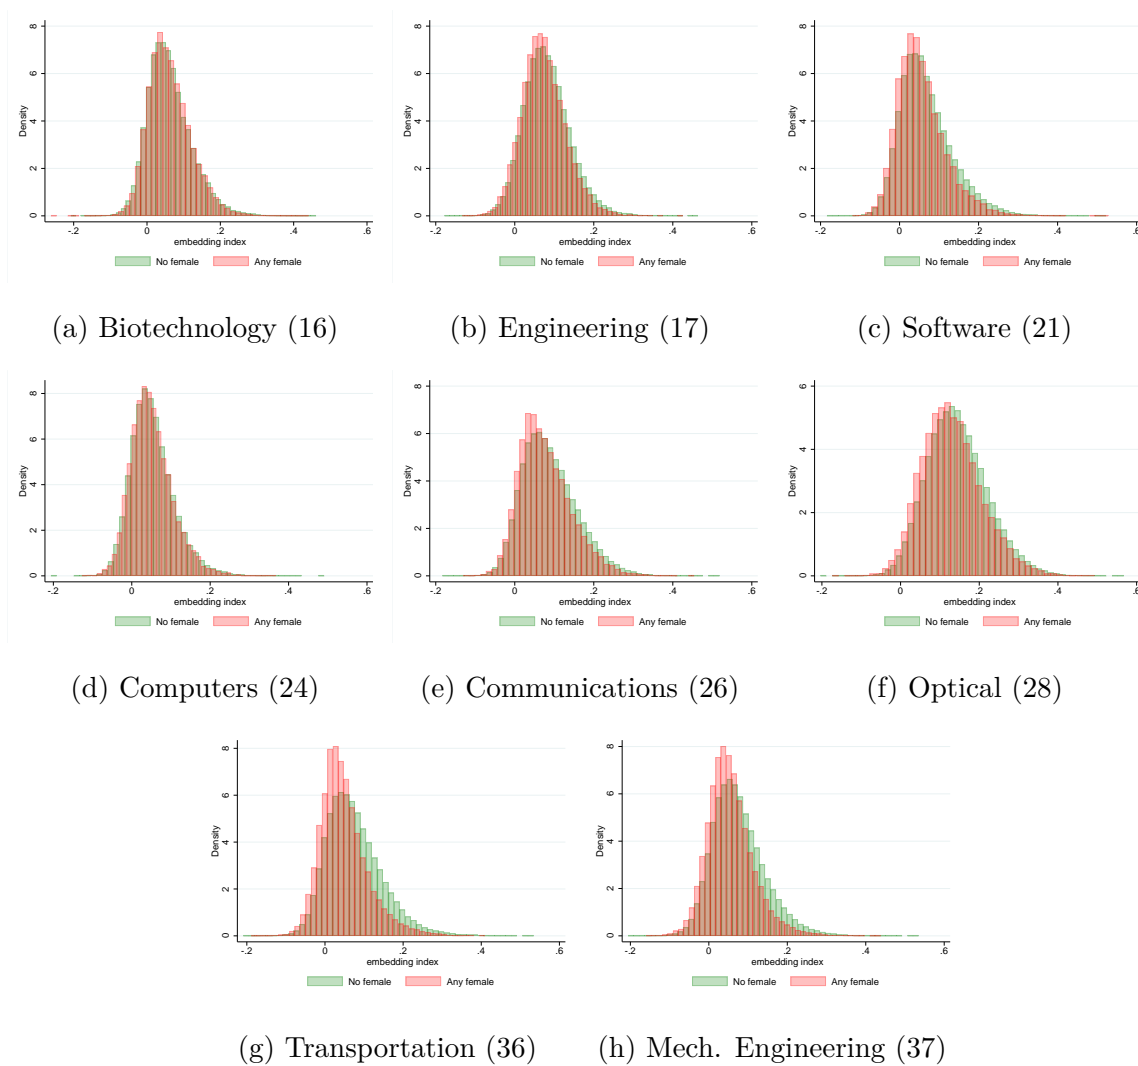 8
6
4
2
0
Density
-.2 0 .2 .4 .6
embedding index
No female Any female
(a) Biotechnology (16)
8
6
4
2
0
Density
-.2 0 .2 .4 .6
embedding index
No female Any female
(b) Engineering (17)
8
6
4
2
0
Density
-.2 0 .2 .4 .6
embedding index
No female Any female
(c) Software (21)
8
6
4
2
0
Density
-.2 0 .2 .4 .6
embedding index
No female Any female
(d) Computers (24)
8
6
4
2
0
Density
-.2 0 .2 .4 .6
embedding index
No female Any female
(e) Communications (26)
6
4
2
0
Density
-.2 0 .2 .4 .6
embedding index
No female Any female
(f) Optical (28)
8
6
4
2
0
Density
-.2 0 .2 .4 .6
embedding index
No female Any female
(g) Transportation (36)
8
6
4
2
0
Density
-.2 0 .2 .4 .6
embedding index
No female Any female
(h) Mech. Engineering (37)